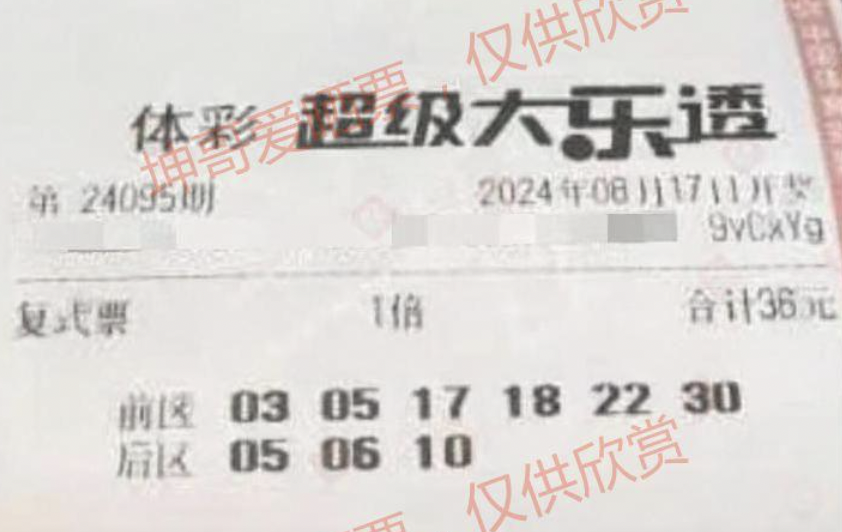 仅供欣赏
体彩 超级大乐透
坤哥爱晒票
第 24095期 2024年08月17日开奖
9vCxYg
复式票 1倍 合计36元
前区 03 05 17 18 22 30
后区 05 06 10
仅供欣赏